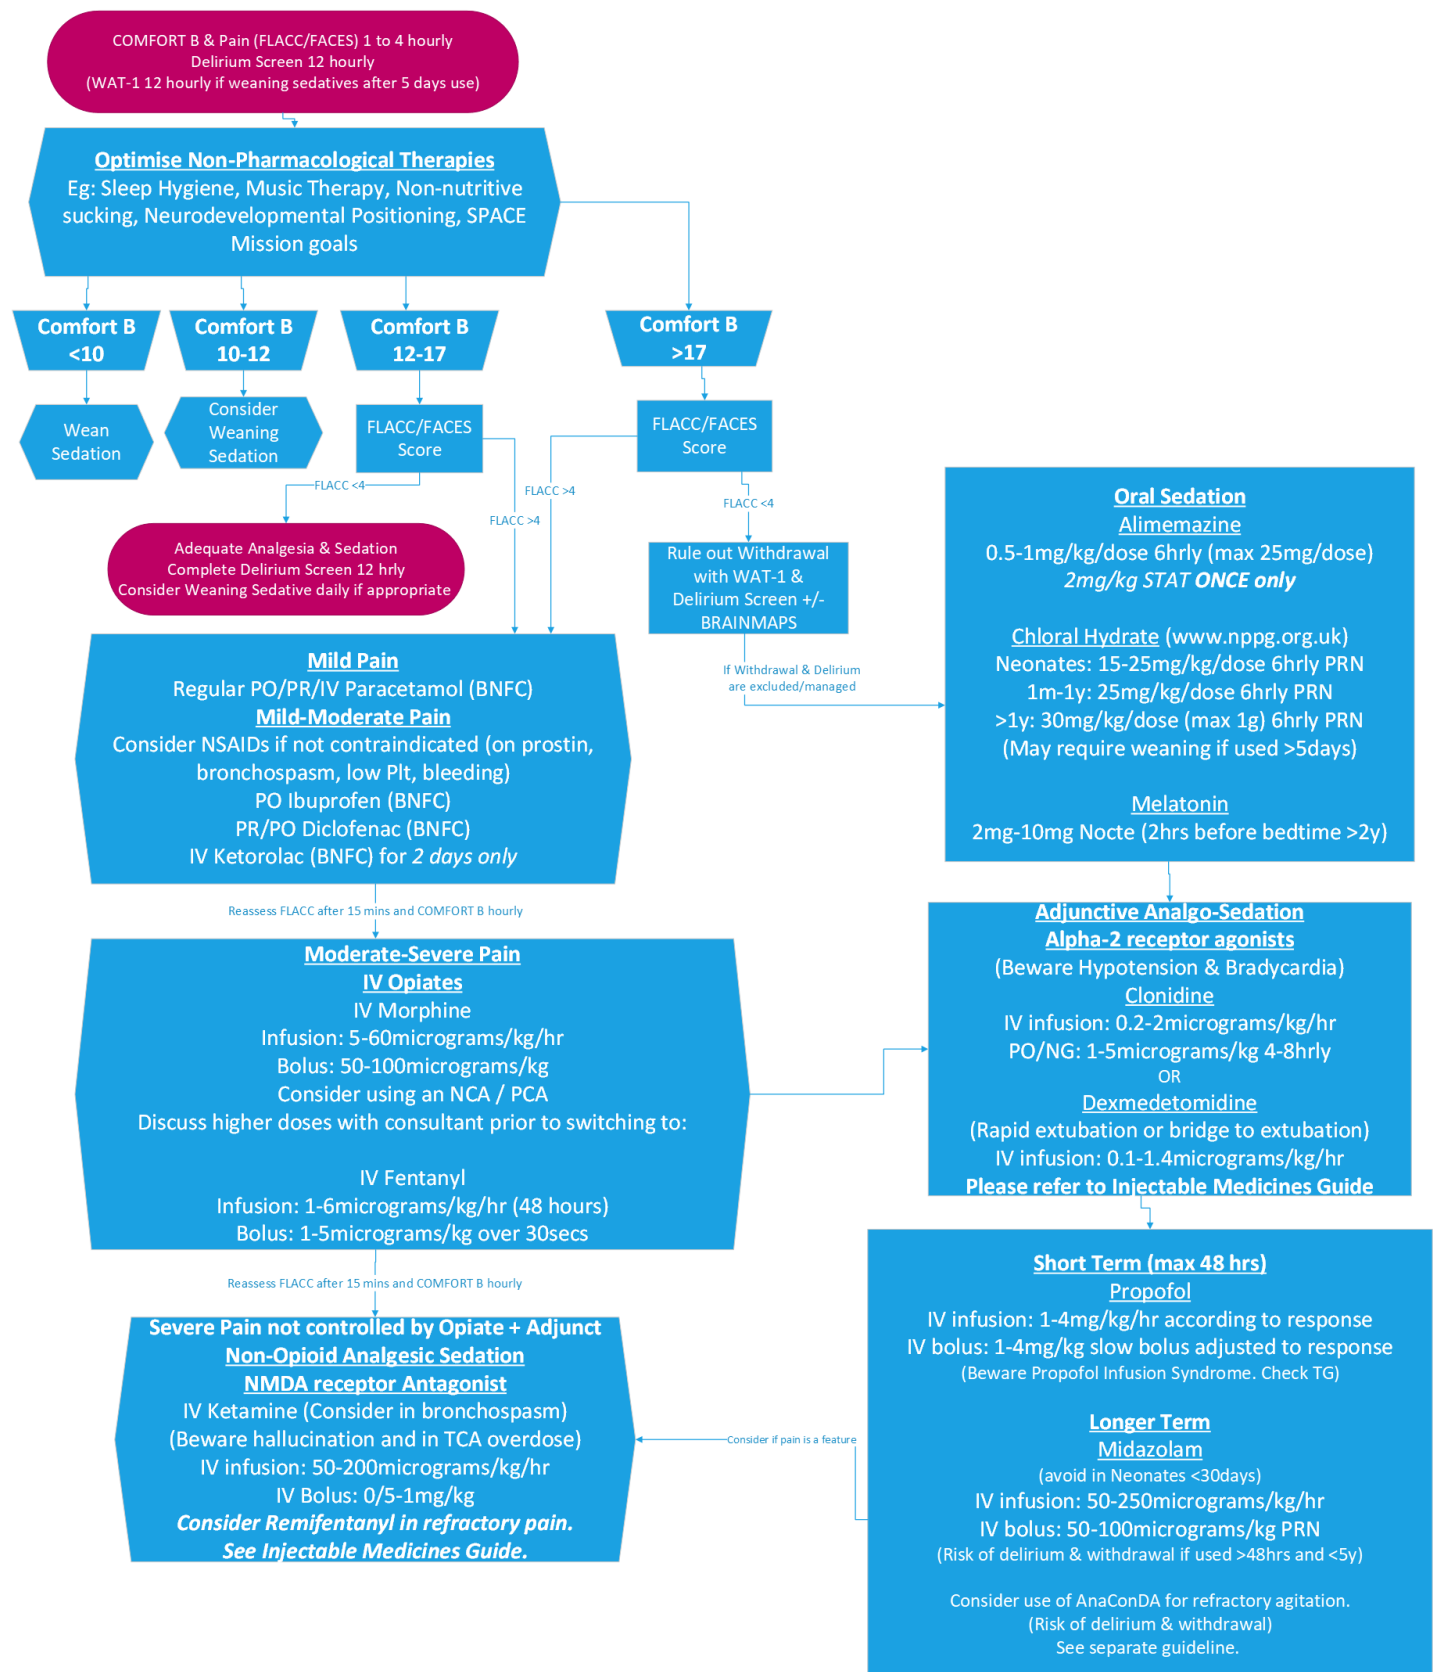 COMFORT B & Pain (FLACC/FACES) 1 to 4 hourly
Delirium Screen 12 hourly
(WAT-1 12 hourly if weaning sedatives after 5 days use)
Optimise Non-Pharmacological Therapies
Eg: Sleep Hygiene, Music Therapy, Non-nutritive
sucking, Neurodevelopmental Positioning, SPACE
Mission goals
Comfort B
<10
Comfort B
10-12
Comfort B
12-17
Comfort B
>17
Wean
Sedation
Consider
Weaning
Sedation
FLACC/FACES
Score
FLACC/FACES
Score
FLACC <4
FLACC >4
FLACC >4
FLACC <4
Adequate Analgesia & Sedation
Complete Delirium Screen 12 hrly
Consider Weaning Sedative daily if appropriate
Rule out Withdrawal
with WAT-1 &
Delirium Screen +/-
BRAINMAPS
If Withdrawal & Delirium
are excluded/managed
Oral Sedation
Alimemazine
0.5-1mg/kg/dose 6hrly (max 25mg/dose)
2mg/kg STAT ONCE only
Chloral Hydrate (www.nppg.org.uk)
Neonates: 15-25mg/kg/dose 6hrly PRN
1m-1y: 25mg/kg/dose 6hrly PRN
>1y: 30mg/kg/dose (max 1g) 6hrly PRN
(May require weaning if used >5days)
Melatonin
2mg-10mg Nocte (2hrs before bedtime >2y)
Mild Pain
Regular PO/PR/IV Paracetamol (BNFC)
Mild-Moderate Pain
Consider NSAIDs if not contraindicated (on prostin,
bronchospasm, low Plt, bleeding)
PO Ibuprofen (BNFC)
PR/PO Diclofenac (BNFC)
IV Ketorolac (BNFC) for 2 days only
Reassess FLACC after 15 mins and COMFORT B hourly
Moderate-Severe Pain
IV Opiates
IV Morphine
Infusion: 5-60micrograms/kg/hr
Bolus: 50-100micrograms/kg
Consider using an NCA / PCA
Discuss higher doses with consultant prior to switching to:
IV Fentanyl
Infusion: 1-6micrograms/kg/hr (48 hours)
Bolus: 1-5micrograms/kg over 30secs
Adjunctive Analgo-Sedation
Alpha-2 receptor agonists
(Beware Hypotension & Bradycardia)
Clonidine
IV infusion: 0.2-2micrograms/kg/hr
PO/NG: 1-5micrograms/kg 4-8hrly
OR
Dexmedetomidine
(Rapid extubation or bridge to extubation)
IV infusion: 0.1-1.4micrograms/kg/hr
Please refer to Injectable Medicines Guide
Reassess FLACC after 15 mins and COMFORT B hourly
Severe Pain not controlled by Opiate + Adjunct
Non-Opioid Analgesic Sedation
NMDA receptor Antagonist
IV Ketamine (Consider in bronchospasm)
(Beware hallucination and in TCA overdose)
IV infusion: 50-200micrograms/kg/hr
IV Bolus: 0/5-1mg/kg
Consider Remifentanyl in refractory pain.
See Injectable Medicines Guide.
Consider if pain is a feature
Short Term (max 48 hrs)
Propofol
IV infusion: 1-4mg/kg/hr according to response
IV bolus: 1-4mg/kg slow bolus adjusted to response
(Beware Propofol Infusion Syndrome. Check TG)
Longer Term
Midazolam
(avoid in Neonates <30days)
IV infusion: 50-250micrograms/kg/hr
IV bolus: 50-100micrograms/kg PRN
(Risk of delirium & withdrawal if used >48hrs and <5y)
Consider use of AnaConDA for refractory agitation.
(Risk of delirium & withdrawal)
See separate guideline.